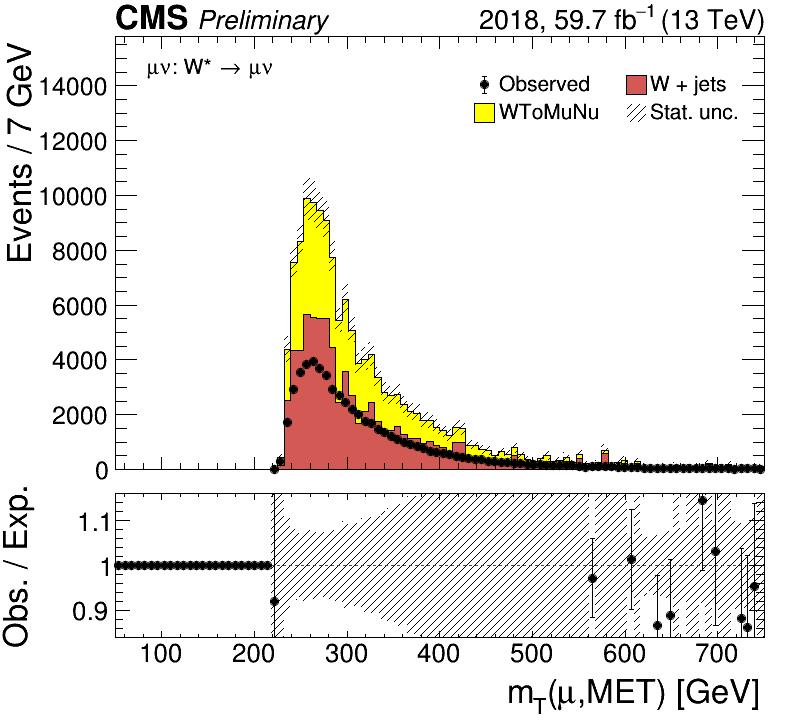 CMS Preliminary 2018, 59.7 fb⁻¹ (13 TeV)
μν: W* → μν
Observed W + jets
WToMuNu Stat. unc.
Events / 7 GeV
14000
12000
10000
8000
6000
4000
2000
0
Obs. / Exp.
1.1
1
0.9
100 200 300 400 500 600 700
m_T(μ,MET) [GeV]